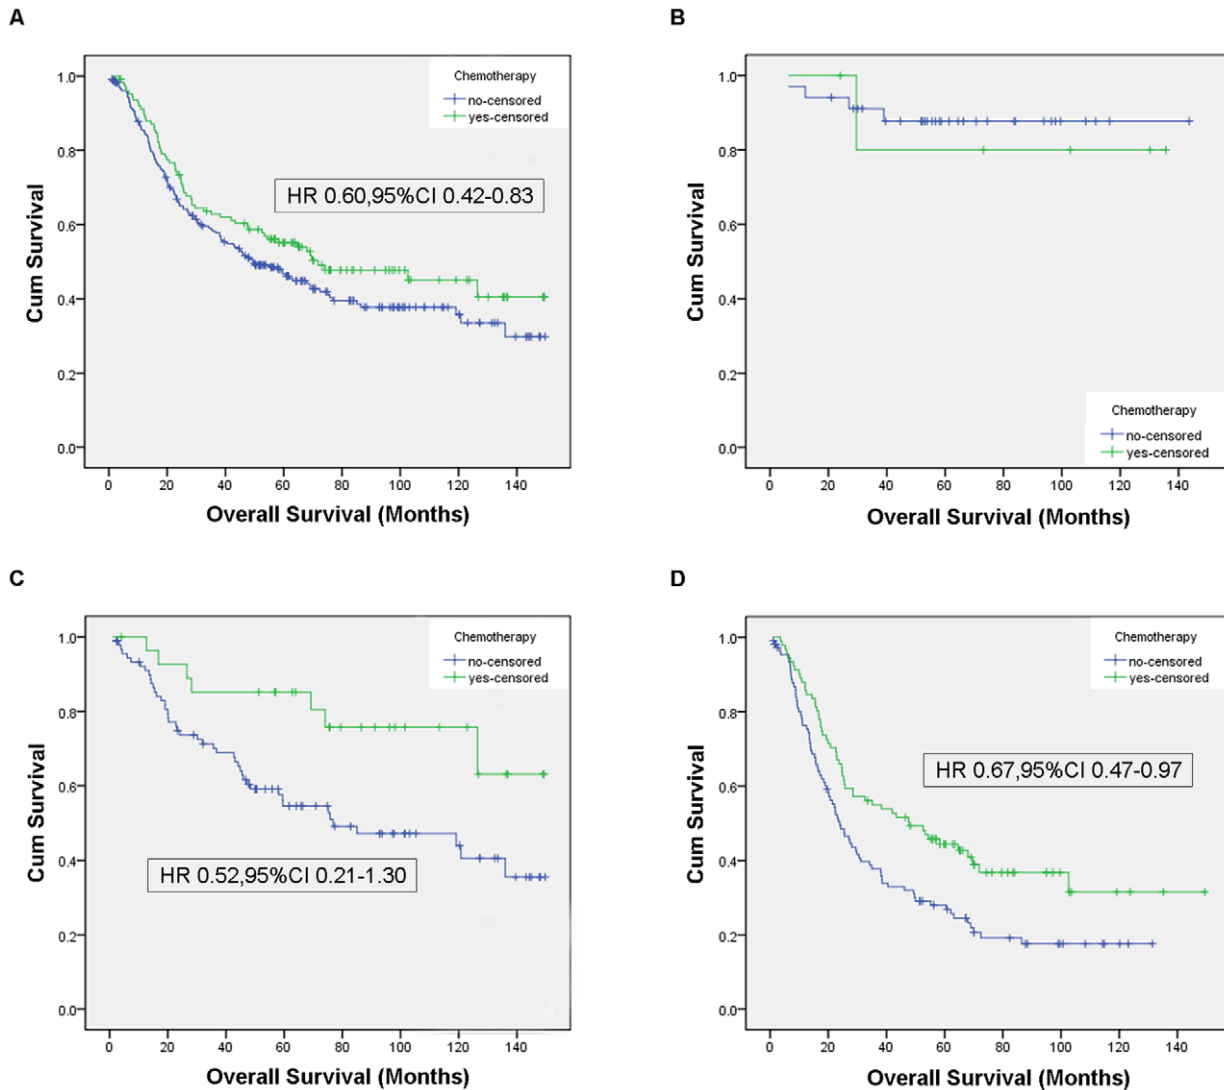 A
Chemotherapy
no-censored
yes-censored
HR 0.60,95%CI 0.42-0.83
Cum Survival
1.0
0.8
0.6
0.4
0.2
0.0
0 20 40 60 80 100 120 140
Overall Survival (Months)
B
Chemotherapy
no-censored
yes-censored
Cum Survival
1.0
0.8
0.6
0.4
0.2
0.0
0 20 40 60 80 100 120 140
Overall Survival (Months)
C
Chemotherapy
no-censored
yes-censored
HR 0.52,95%CI 0.21-1.30
Cum Survival
1.0
0.8
0.6
0.4
0.2
0.0
0 20 40 60 80 100 120 140
Overall Survival (Months)
D
Chemotherapy
no-censored
yes-censored
HR 0.67,95%CI 0.47-0.97
Cum Survival
1.0
0.8
0.6
0.4
0.2
0.0
0 20 40 60 80 100 120 140
Overall Survival (Months)